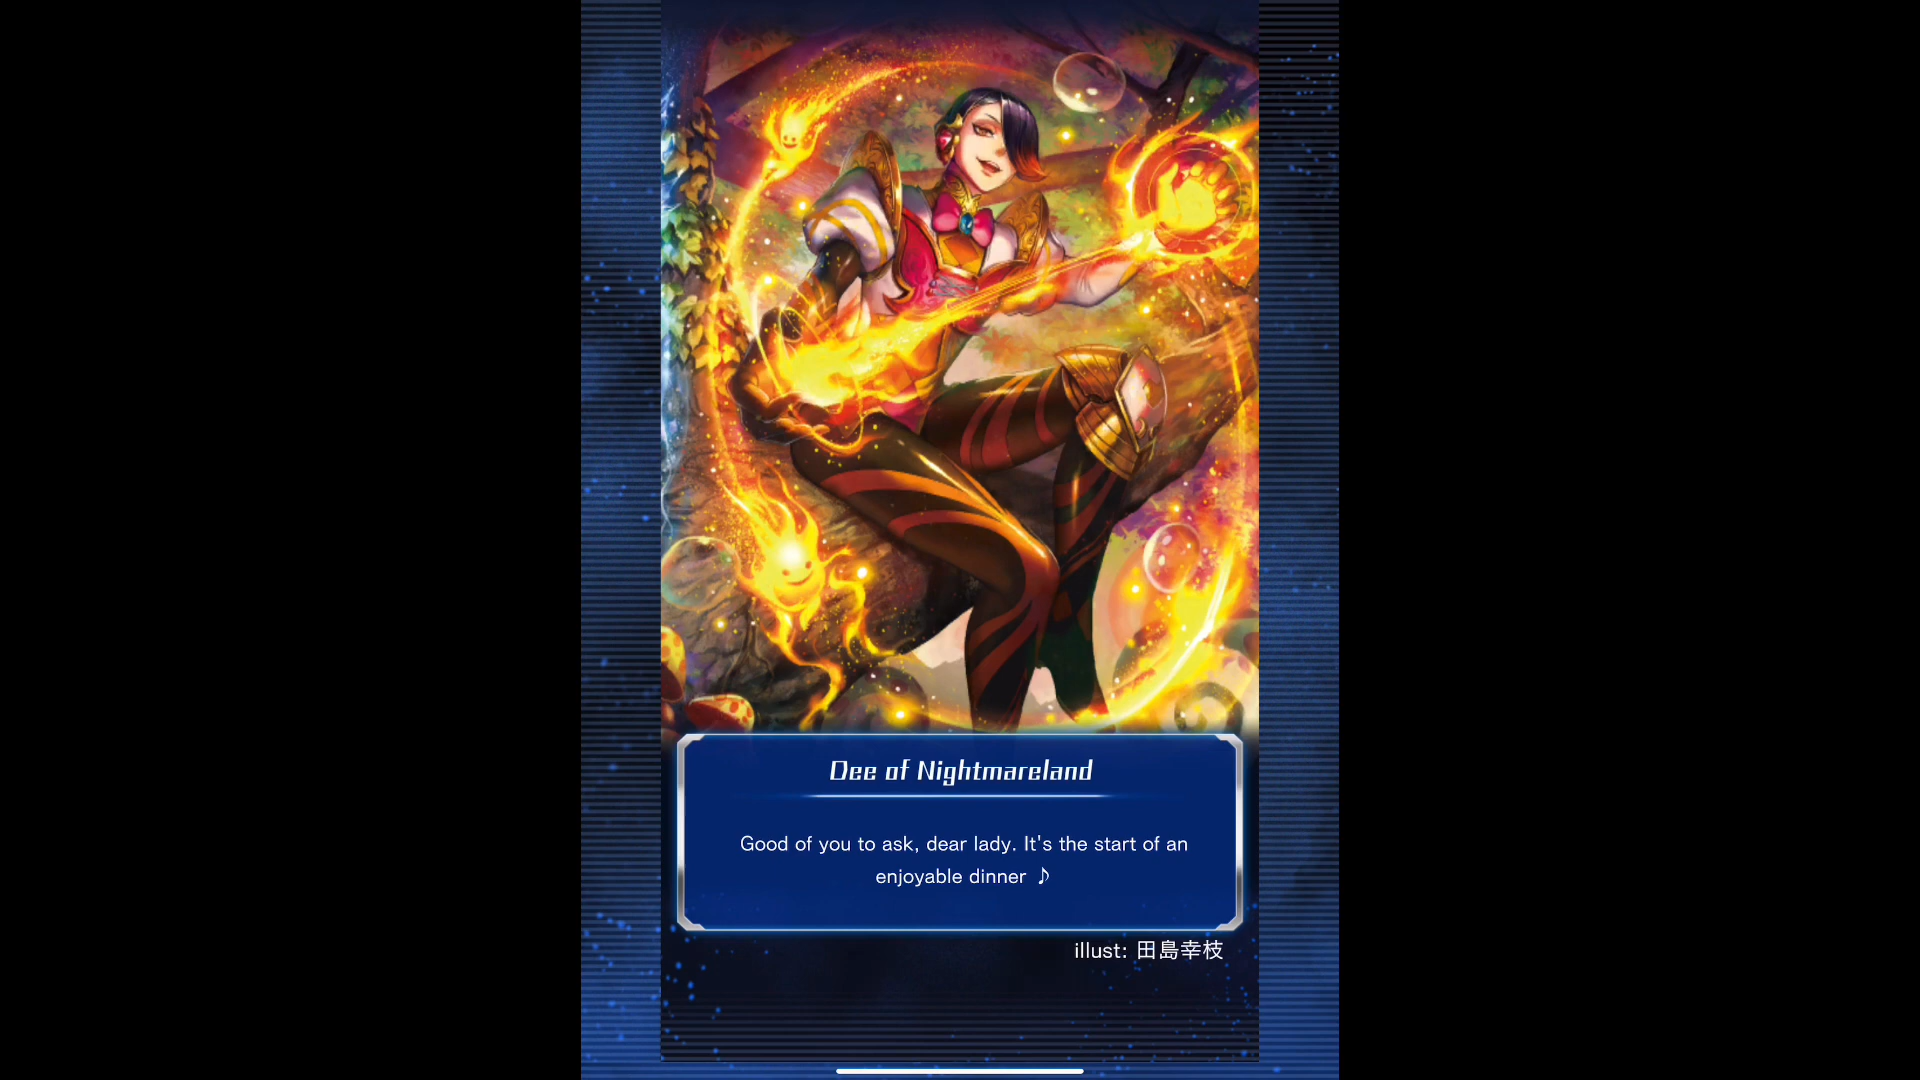 Dee of Nightmareland
Good of you to ask, dear lady. It's the start of an
enjoyable dinner ♪
illust: 田島幸枝